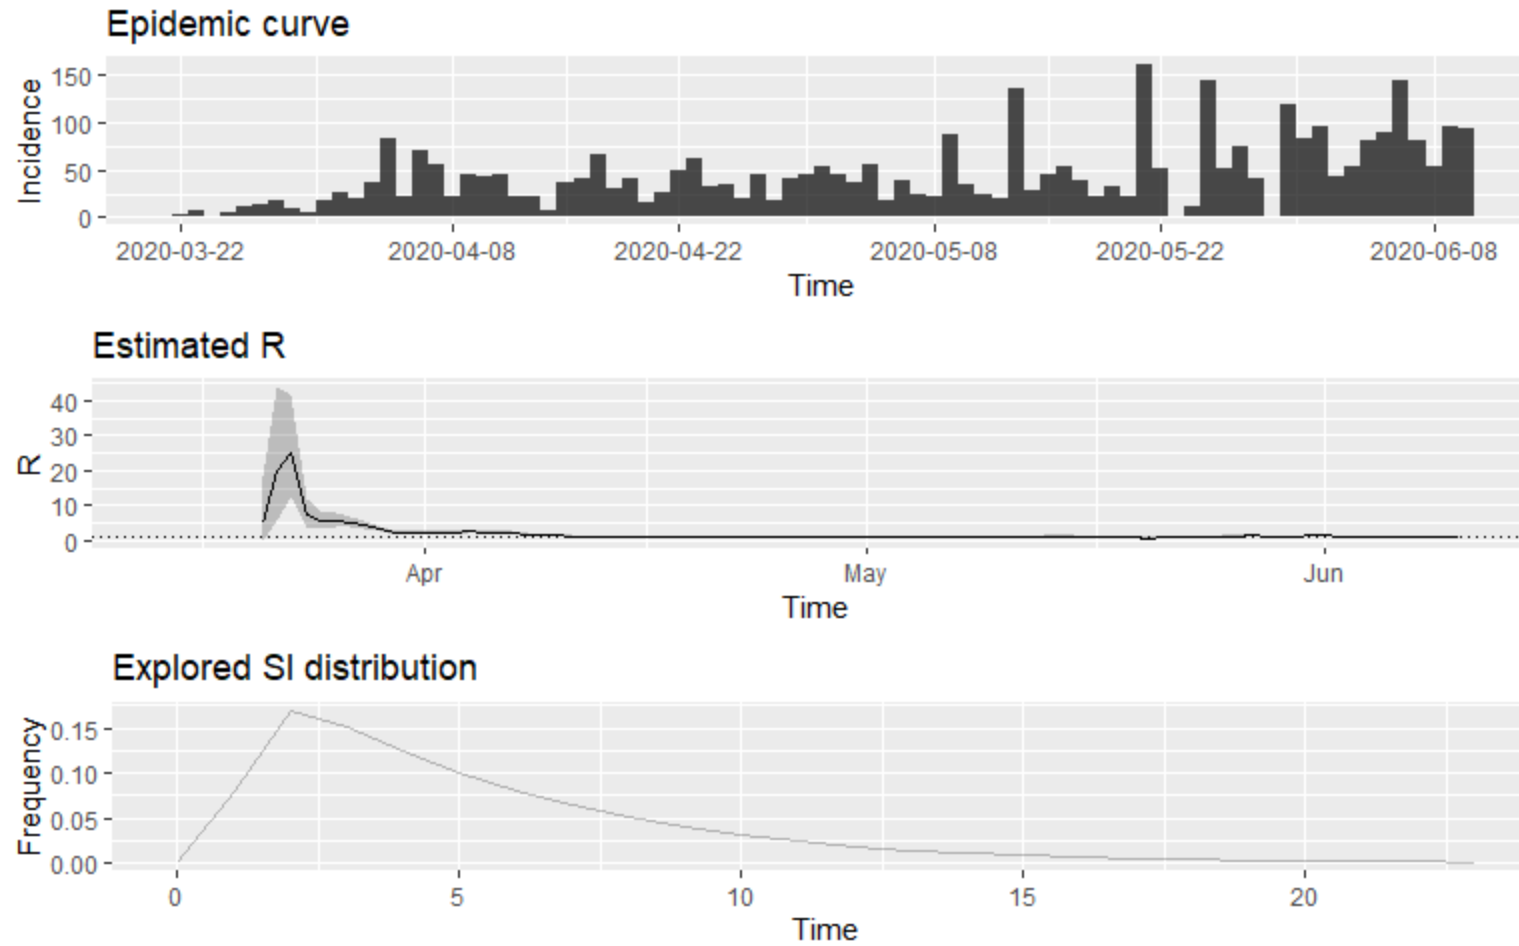 Epidemic curve
Incidence
150
100
50
0
2020-03-22 2020-04-08 2020-04-22 2020-05-08 2020-05-22 2020-06-08
Time
Estimated R
R
40
30
20
10
0
Apr May Jun
Time
Explored SI distribution
Frequency
0.15
0.10
0.05
0.00
0 5 10 15 20
Time